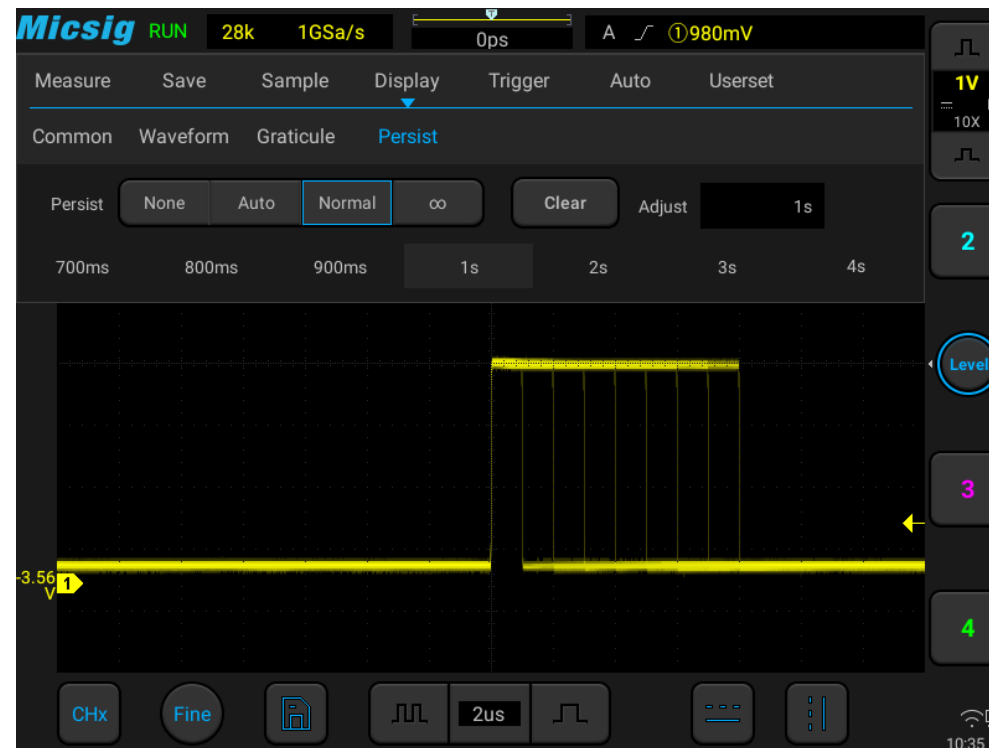 Micsig RUN 28k 1GSa/s T 0ps A ①980mV
Measure Save Sample Display Trigger Auto Userset
1V
10X
Common Waveform Graticule Persist
Persist None Auto Normal ∞ Clear Adjust 1s
2
700ms 800ms 900ms 1s 2s 3s 4s
Level
3
-3.56 1
V
4
CHx Fine 2us
10:35